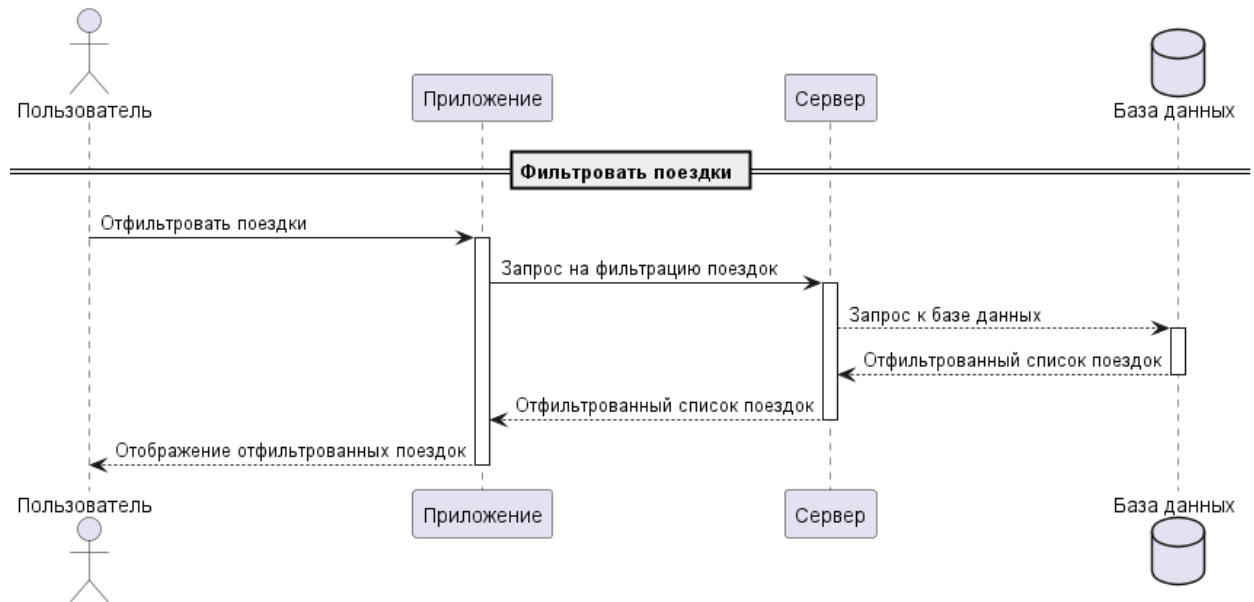 Пользователь
Приложение
Сервер
База данных
Фильтровать поездки
Отфильтровать поездки
Запрос на фильтрацию поездок
Запрос к базе данных
Отфильтрованный список поездок
Отфильтрованный список поездок
Отображение отфильтрованных поездок
Пользователь
Приложение
Сервер
База данных